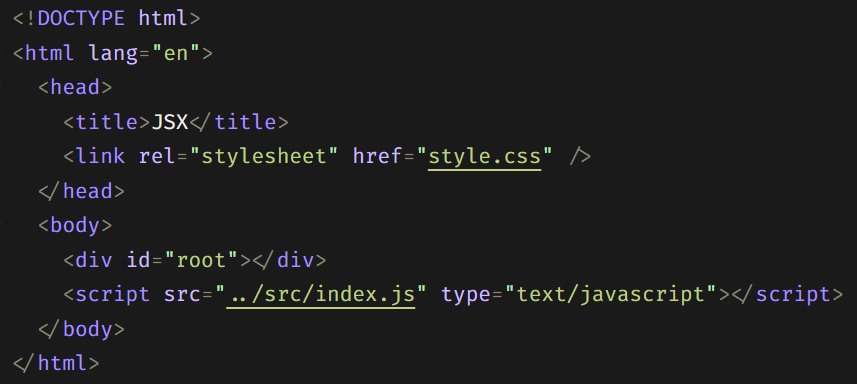 <!DOCTYPE html>
<html lang="en">
<head>
<title>JSX</title>
<link rel="stylesheet" href="style.css" />
</head>
<body>
<div id="root"></div>
<script src="../src/index.js" type="text/javascript"></script>
</body>
</html>